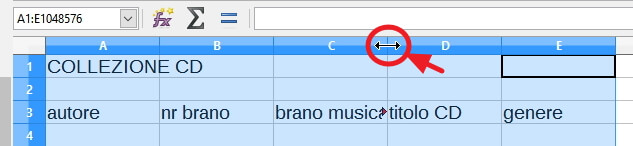 A1:E1048576
A B C D E
1 COLLEZIONE CD
2
3 autore nr brano brano music titolo CD genere
4